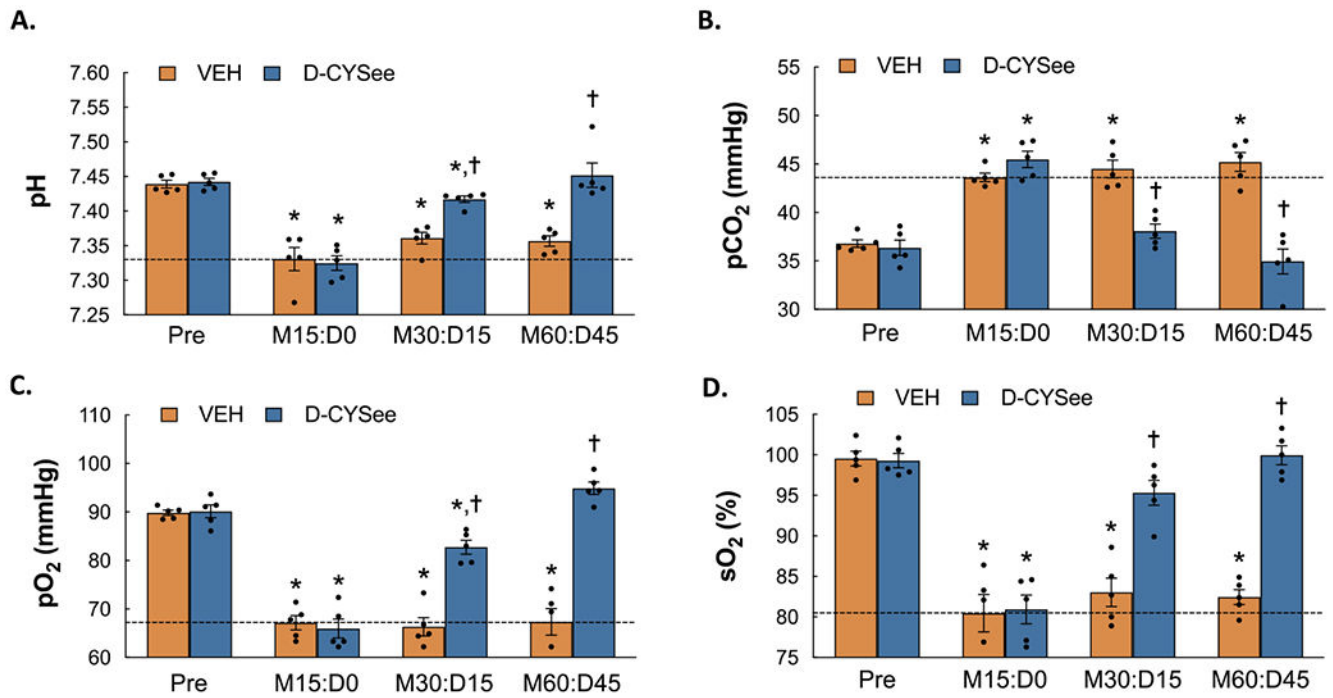 A.
VEH D-CYSee
pH
7.60
7.55
7.50
7.45
7.40
7.35
7.30
7.25
* * * *,† * †
Pre M15:D0 M30:D15 M60:D45
B.
VEH D-CYSee
pCO₂ (mmHg)
55
50
45
40
35
30
* * * † * †
Pre M15:D0 M30:D15 M60:D45
C.
VEH D-CYSee
pO₂ (mmHg)
110
100
90
80
70
60
* * * *,† * †
Pre M15:D0 M30:D15 M60:D45
D.
VEH D-CYSee
sO₂ (%)
105
100
95
90
85
80
75
* * * † * †
Pre M15:D0 M30:D15 M60:D45